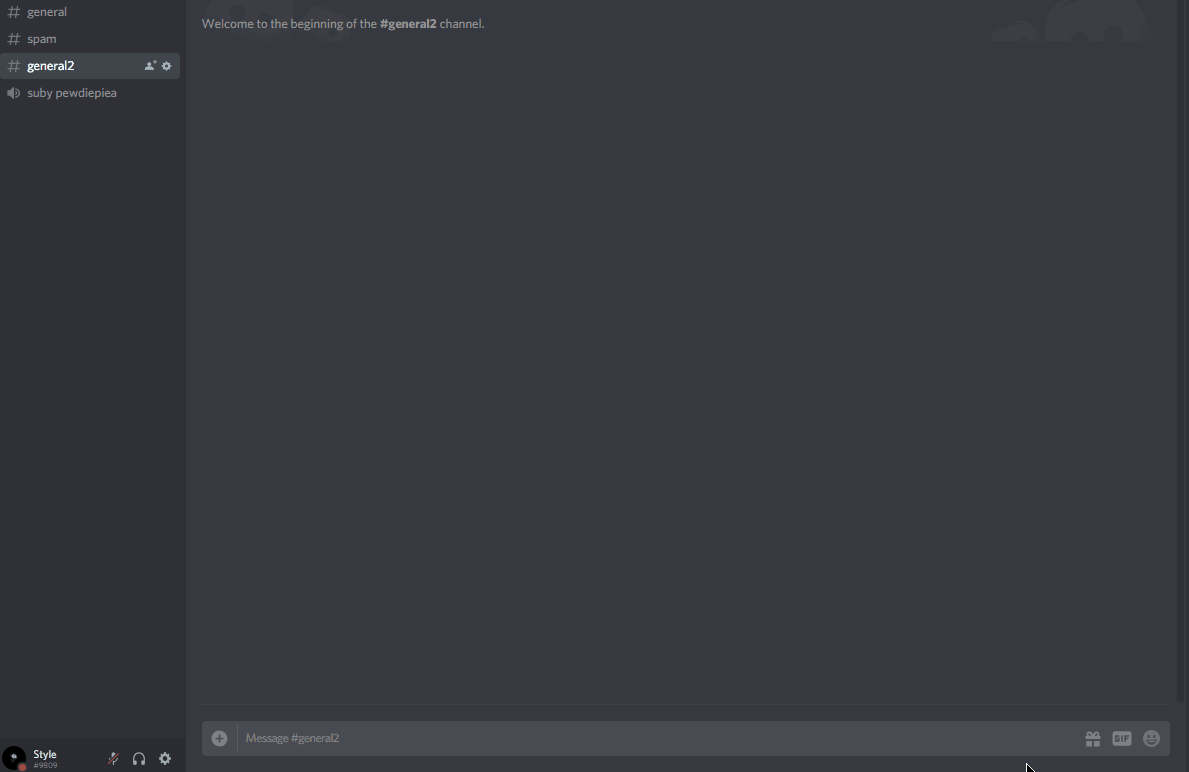 general
spam
general2
suby pewdiepiea
Welcome to the beginning of the #general2 channel.
Message #general2
GIF
Style
#9809